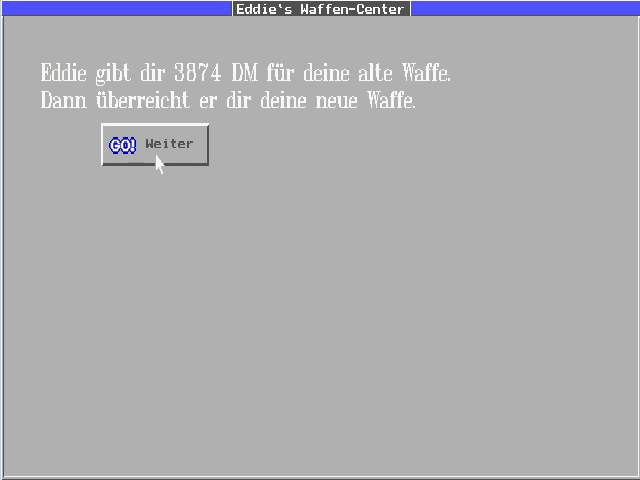 Eddie's Waffen-Center
Eddie gibt dir 3874 DM für deine alte Waffe.
Dann überreicht er dir deine neue Waffe.
GO! Weiter